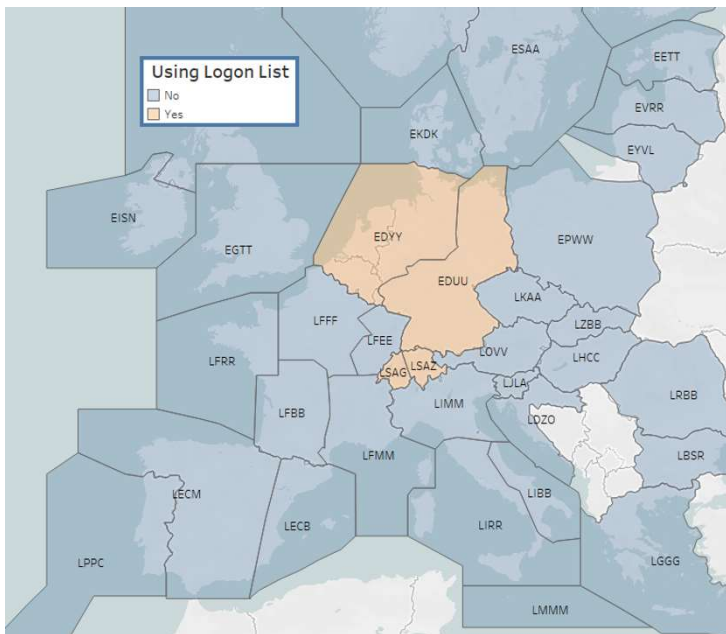 Using Logon List
No
Yes
ESAA
EETT
EVRR
EKDK
EYVL
EISN
EDYY
EPWW
EGTT
EDUU
LKAA
LFFF
LZBB
LFEE
LOVV
LHCC
LFRR
LSAG
LSAZ
LJLA
LRBB
LIMM
LFBB
LDZO
LFMM
LBSR
LECM
LIBB
LECB
LIRR
LPPC
LGGG
LMMM